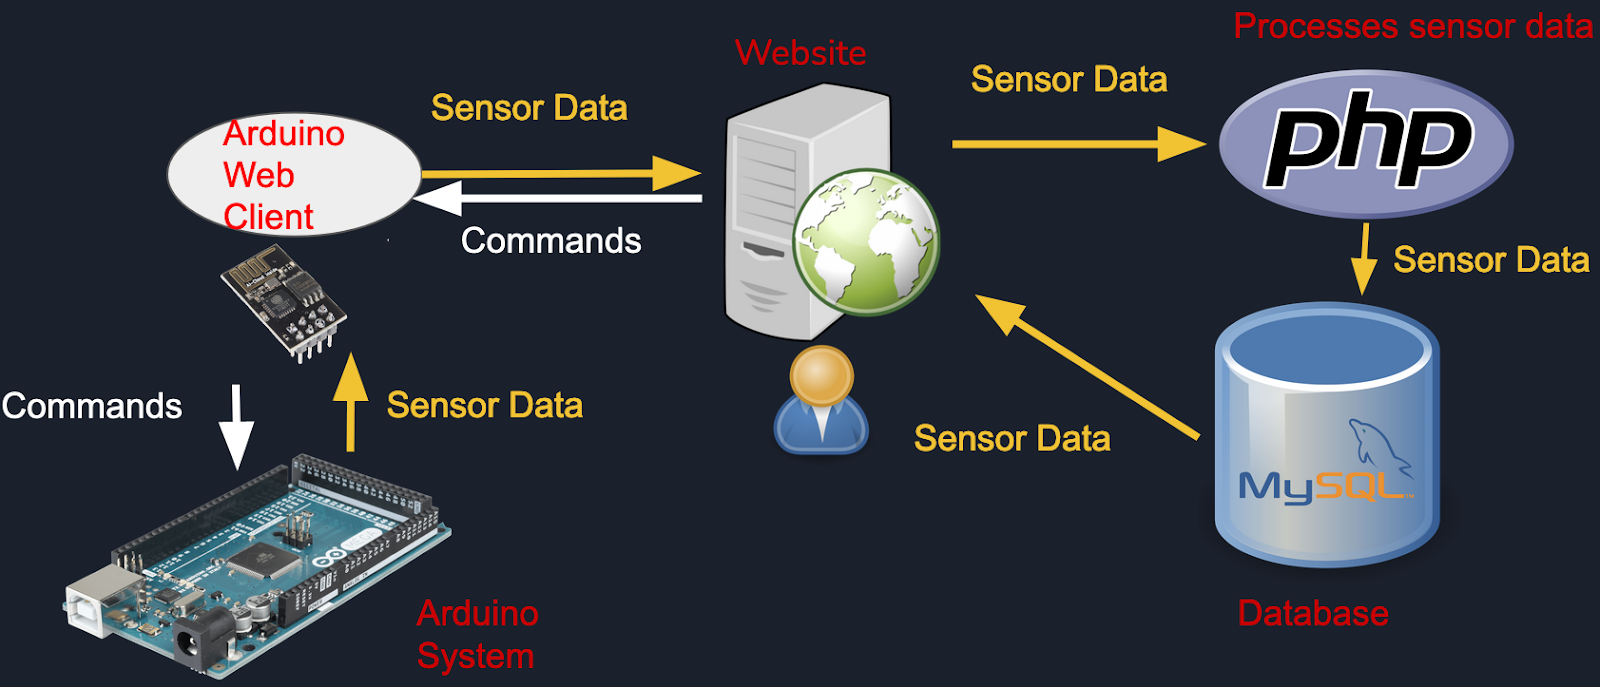 Processes sensor data
Website
Sensor Data
php
Sensor Data
Arduino
Web
Client
Commands
Sensor Data
Commands
Sensor Data
Sensor Data
MySQL
Arduino
System
Database